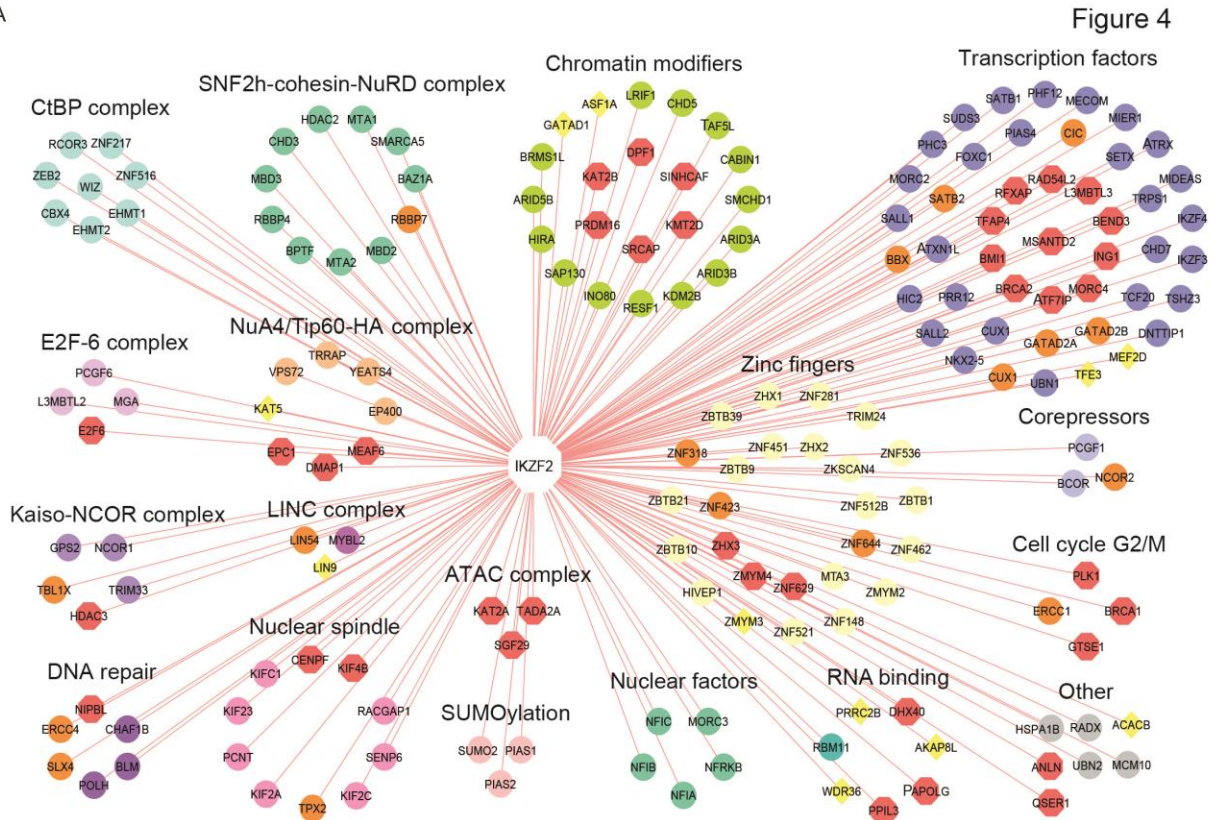 A
Figure 4
CtBP complex
RCOR3
ZNF217
ZEB2
WIZ
ZNF516
CBX4
EHMT1
EHMT2
SNF2h-cohesin-NuRD complex
HDAC2
MTA1
CHD3
SMARCA5
MBD3
BAZ1A
RBBP4
RBBP7
BPTF
MBD2
MTA2
Chromatin modifiers
ASF1A
LRIF1
CHD5
GATAD1
TAF5L
BRMS1L
DPF1
CABIN1
KAT2B
SINHCAF
ARID5B
SMCHD1
PRDM16
KMT2D
HIRA
SRCAP
ARID3A
SAP130
ARID3B
INO80
RESF1
KDM2B
Transcription factors
SATB1
PHF12
MECOM
SUDS3
MIER1
PHC3
PIAS4
CIC
ATRX
FOXC1
SETX
MORC2
RAD54L2
MIDEAS
SATB2
RFXAP
L3MBTL3
TRPS1
SALL1
TFAP4
BEND3
IKZF4
MSANTD2
ATXN1L
CHD7
BBX
BMI1
ING1
IKZF3
BRCA2
MORC4
HIC2
PRR12
ATF7IP
TCF20
TSHZ3
SALL2
CUX1
GATAD2B
DNTTIP1
GATAD2A
NKX2-5
MEF2D
CUX1
UBN1
TFE3
E2F-6 complex
PCGF6
L3MBTL2
MGA
E2F6
NuA4/Tip60-HA complex
TRRAP
VPS72
YEATS4
KAT5
EP400
EPC1
MEAF6
DMAP1
IKZF2
Zinc fingers
ZHX1
ZNF281
ZBTB39
TRIM24
ZNF451
ZHX2
ZNF318
ZNF536
ZBTB9
ZKSCAN4
ZBTB21
ZNF423
ZNF512B
ZBTB1
ZBTB10
ZHX3
ZNF644
ZNF462
ZMYM4
MTA3
HIVEP1
ZNF629
ZMYM2
ZMYM3
ZNF521
ZNF148
Corepressors
PCGF1
BCOR
NCOR2
Kaiso-NCOR complex
GPS2
NCOR1
TBL1X
TRIM33
HDAC3
LINC complex
LIN54
MYBL2
LIN9
ATAC complex
KAT2A
TADA2A
SGF29
Cell cycle G2/M
PLK1
ERCC1
BRCA1
GTSE1
DNA repair
NIPBL
ERCC4
CHAF1B
SLX4
BLM
POLH
Nuclear spindle
KIFC1
CENPF
KIF4B
KIF23
RACGAP1
PCNT
SENP6
KIF2A
KIF2C
TPX2
SUMOylation
SUMO2
PIAS1
PIAS2
Nuclear factors
NFIC
MORC3
NFIB
NFRKB
NFIA
RNA binding
PRRC2B
DHX40
RBM11
AKAP8L
WDR36
PAPOLG
PPIL3
Other
HSPA1B
RADX
ACACB
ANLN
UBN2
MCM10
QSER1